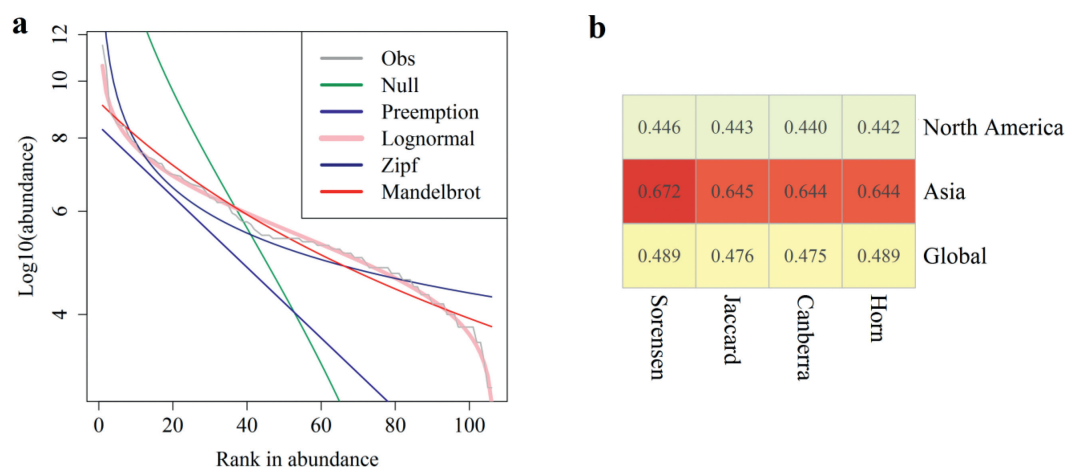 a
Log10(abundance)
12
10
8
6
4
0
20
40
60
80
100
Rank in abundance
Obs
Null
Preemption
Lognormal
Zipf
Mandelbrot
b
0.446 0.443 0.440 0.442 North America
0.672 0.645 0.644 0.644 Asia
0.489 0.476 0.475 0.489 Global
Sorensen
Jaccard
Canberra
Horn